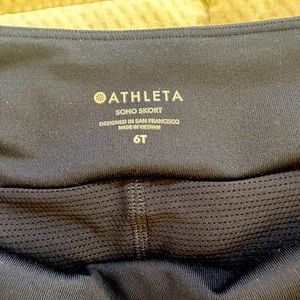 ATHLETA
SOHO SKORT
DESIGNED IN SAN FRANCISCO
MADE IN VIETNAM
6T